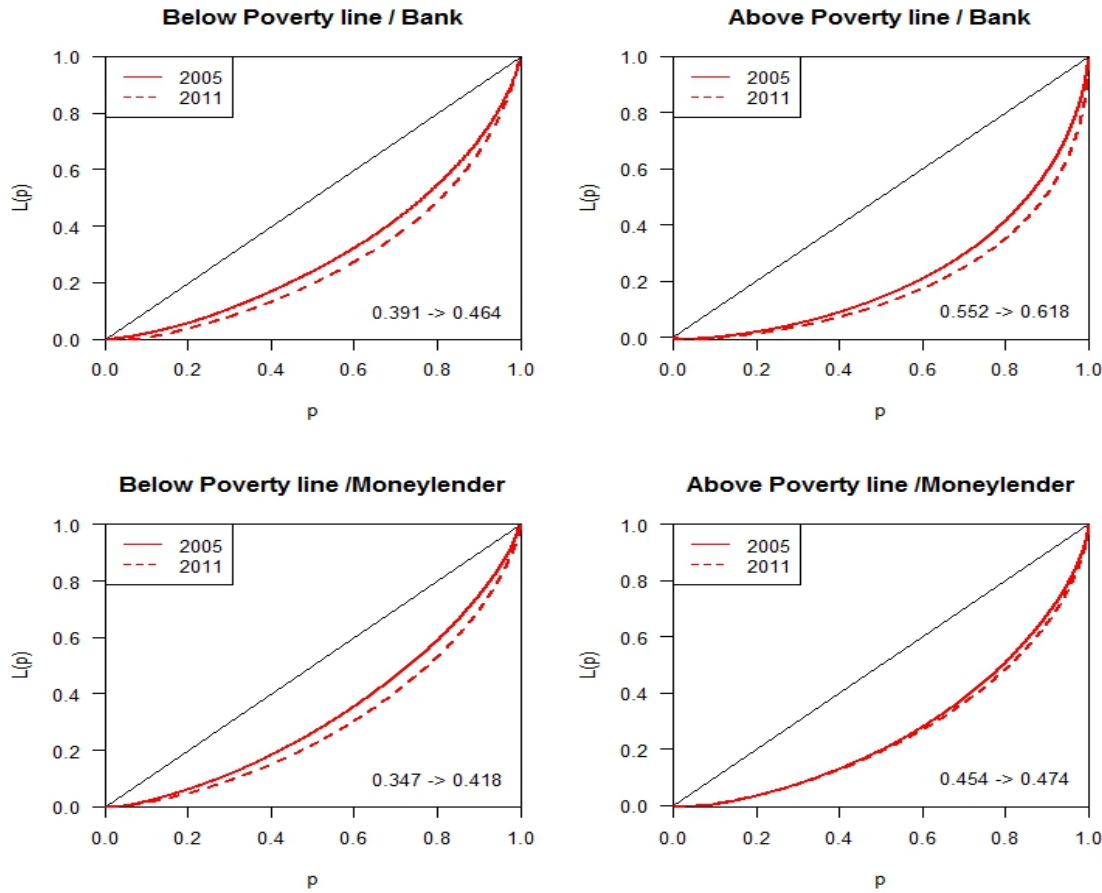 Below Poverty line / Bank
L(p)
1.0
0.8
0.6
0.4
0.2
0.0
2005
2011
0.391 -> 0.464
0.0 0.2 0.4 0.6 0.8 1.0
p
Above Poverty line / Bank
L(p)
1.0
0.8
0.6
0.4
0.2
0.0
2005
2011
0.552 -> 0.618
0.0 0.2 0.4 0.6 0.8 1.0
p
Below Poverty line /Moneylender
L(p)
1.0
0.8
0.6
0.4
0.2
0.0
2005
2011
0.347 -> 0.418
0.0 0.2 0.4 0.6 0.8 1.0
p
Above Poverty line /Moneylender
L(p)
1.0
0.8
0.6
0.4
0.2
0.0
2005
2011
0.454 -> 0.474
0.0 0.2 0.4 0.6 0.8 1.0
p